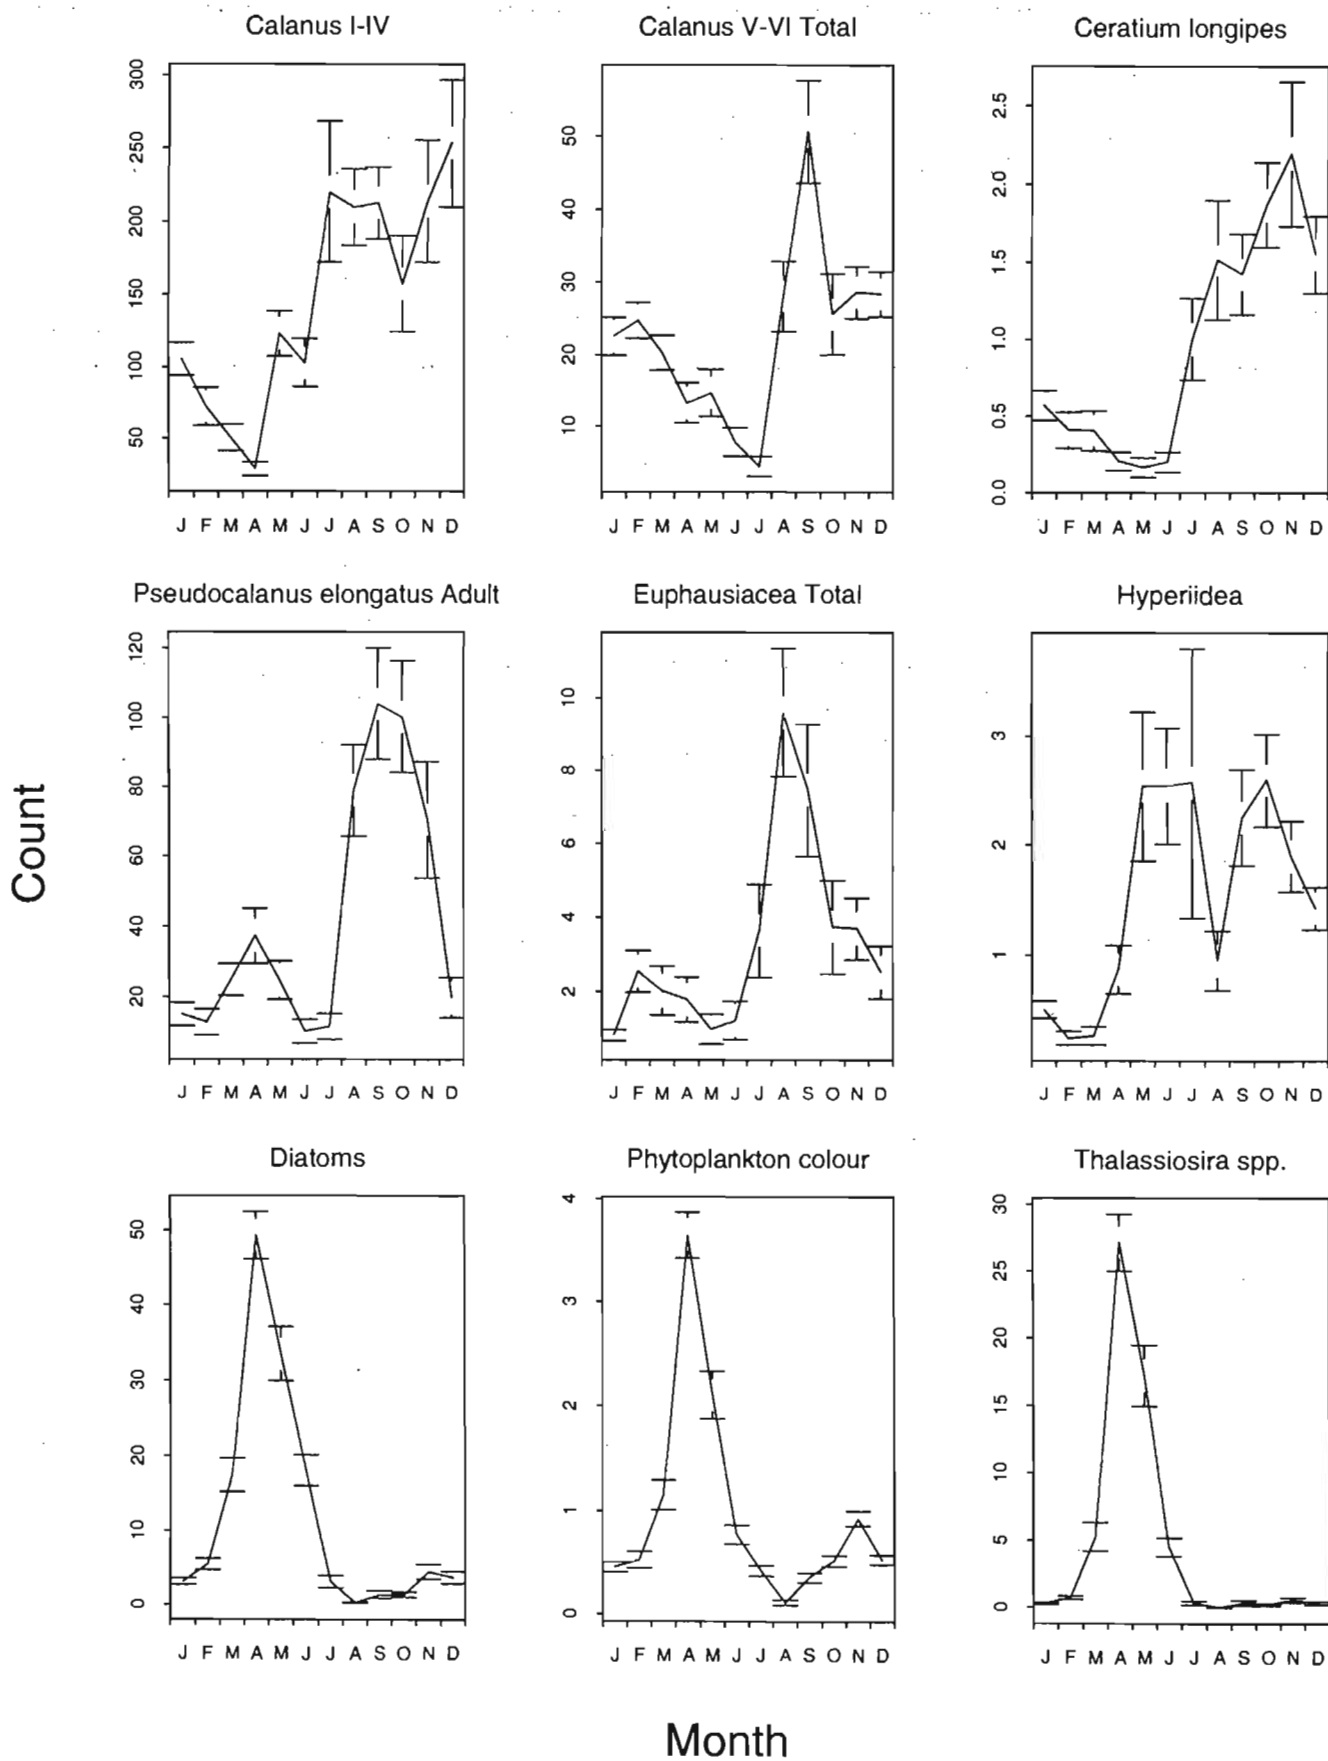 Calanus I-IV
Calanus V-VI Total
Ceratium longipes
300
250
200
150
100
50
50
40
30
20
10
2.5
2.0
1.5
1.0
0.5
0.0
J F M A M J J A S O N D
J F M A M J J A S O N D
J F M A M J J A S O N D
Pseudocalanus elongatus Adult
Euphausiacea Total
Hyperiidea
120
100
80
60
40
20
10
8
6
4
2
3
2
1
J F M A M J J A S O N D
J F M A M J J A S O N D
J F M A M J J A S O N D
Diatoms
Phytoplankton colour
Thalassiosira spp.
50
40
30
20
10
0
4
3
2
1
0
30
25
20
15
10
5
0
J F M A M J J A S O N D
J F M A M J J A S O N D
J F M A M J J A S O N D
Count
Month